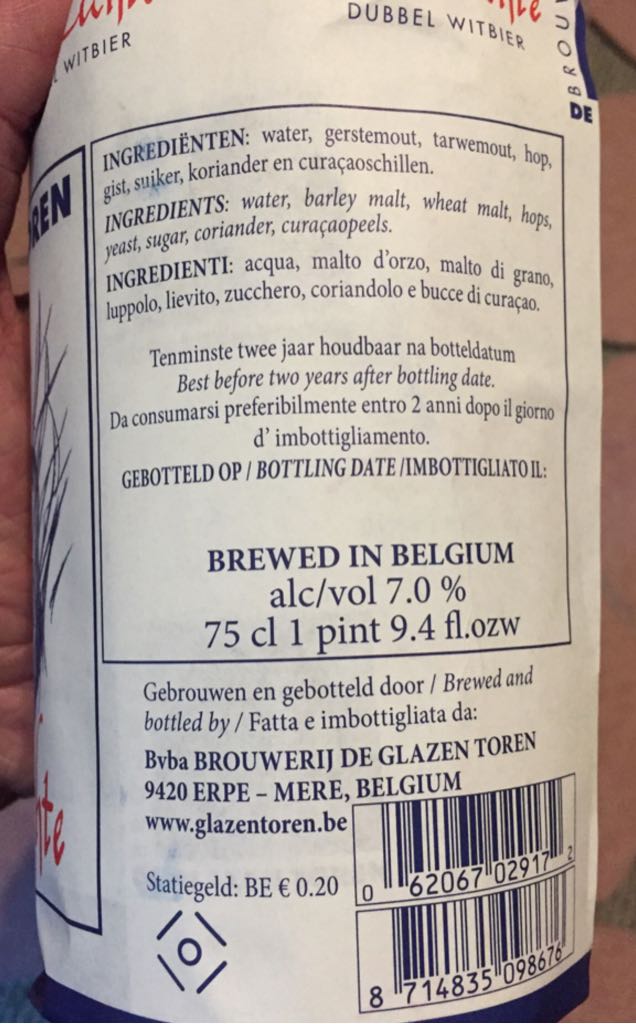 WITBIER
DUBBEL WITBIER
DE BROU
REN
INGREDIËNTEN: water, gerstemout, tarwemout, hop,
gist, suiker, koriander en curaçaoschillen.
INGREDIENTS: water, barley malt, wheat malt, hops,
yeast, sugar, coriander, curaçaopeels.
INGREDIENTI: acqua, malto d'orzo, malto di grano,
luppolo, lievito, zucchero, coriandolo e bucce di curaçao.
Tenminste twee jaar houdbaar na botteldatum
Best before two years after bottling date.
Da consumarsi preferibilmente entro 2 anni dopo il giorno
d' imbottigliamento.
GEBOTTELD OP / BOTTLING DATE /IMBOTTIGLIATO IL:
BREWED IN BELGIUM
alc/vol 7.0 %
75 cl 1 pint 9.4 fl.ozw
Gebrouwen en gebotteld door / Brewed and
bottled by / Fatta e imbottigliata da:
Bvba BROUWERIJ DE GLAZEN TOREN
9420 ERPE – MERE, BELGIUM
www.glazentoren.be
Statiegeld: BE € 0.20
0 62067 02917 2
8 714835 098676